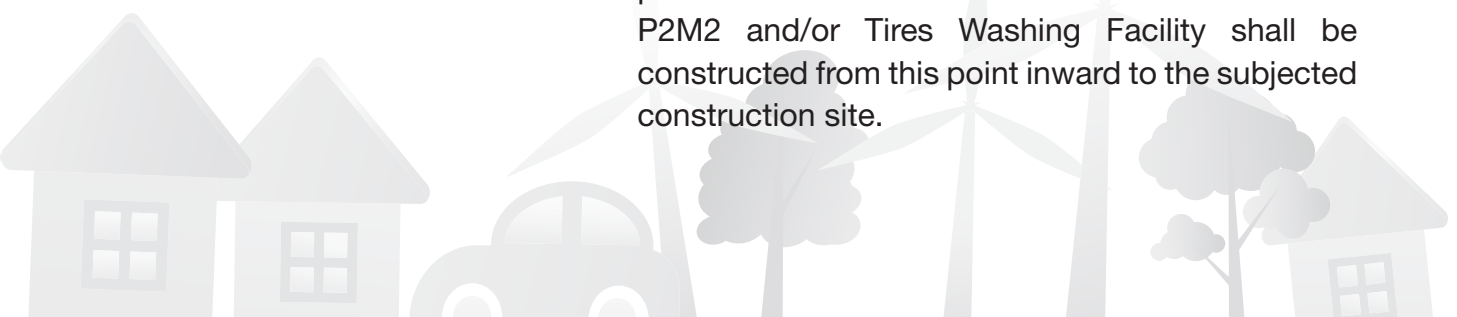 P2M2 and/or Tires Washing Facility shall be
constructed from this point inward to the subjected
construction site.